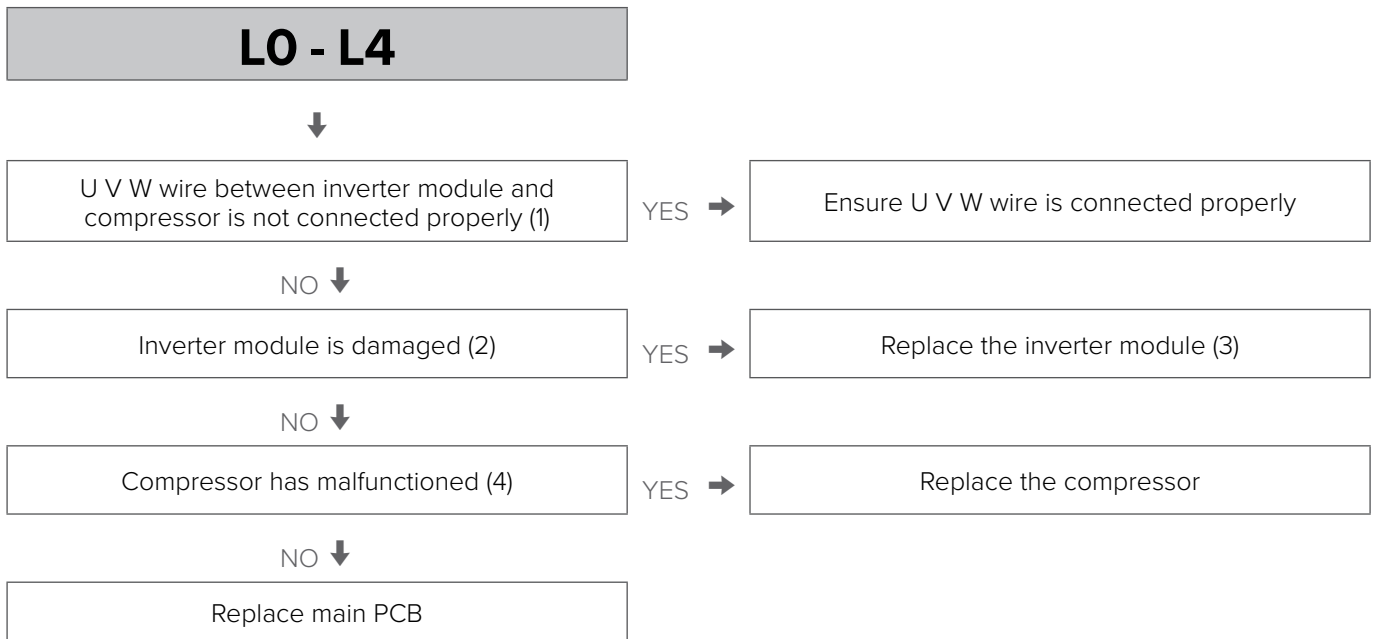 L0 - L4
U V W wire between inverter module and
compressor is not connected properly (1)
YES
Ensure U V W wire is connected properly
NO
Inverter module is damaged (2)
YES
Replace the inverter module (3)
NO
Compressor has malfunctioned (4)
YES
Replace the compressor
NO
Replace main PCB